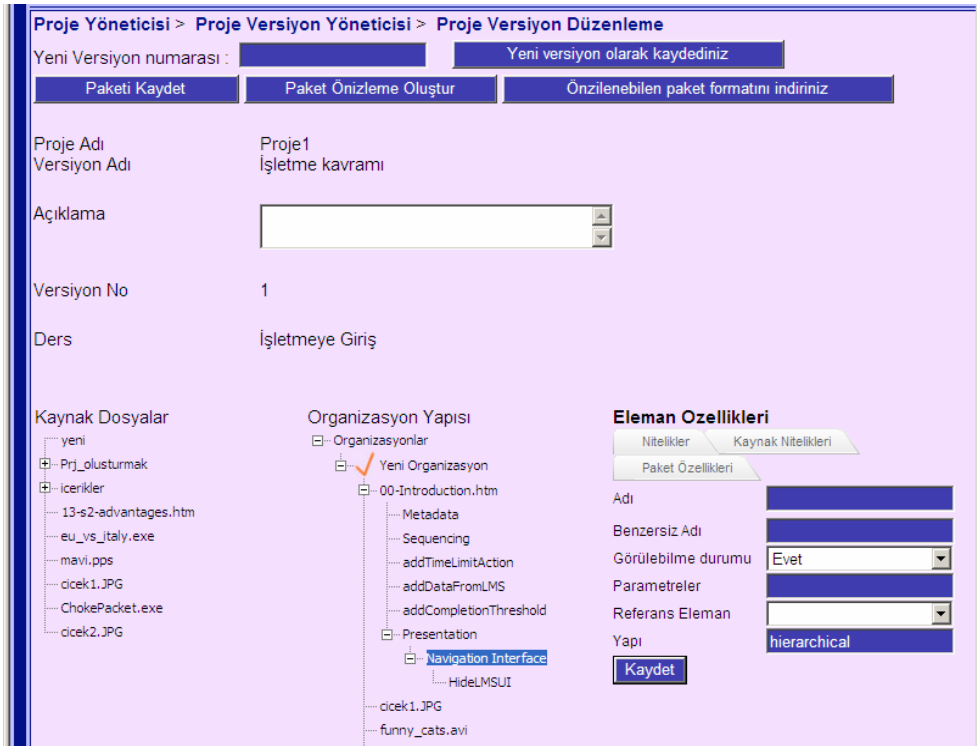 Proje Yöneticisi > Proje Versiyon Yöneticisi > Proje Versiyon Düzenleme
Yeni Versiyon numarası :
Yeni versiyon olarak kaydediniz
Paketi Kaydet
Paket Önizleme Oluştur
Önzilenebilen paket formatını indiriniz
Proje Adı
Proje1
Versiyon Adı
İşletme kavramı
Açıklama
Versiyon No
1
Ders
İşletmeye Giriş
Kaynak Dosyalar
yeni
Prj_olusturmak
icerikler
13-s2-advantages.htm
eu_vs_italy.exe
mavi.pps
cicek1.JPG
ChokePacket.exe
cicek2.JPG
Organizasyon Yapısı
Organizasyonlar
Yeni Organizasyon
00-Introduction.htm
Metadata
Sequencing
addTimeLimitAction
addDataFromLMS
addCompletionThreshold
Presentation
Navigation Interface
HideLMSUI
cicek1.JPG
funny_cats.avi
Eleman Ozellikleri
Nitelikler
Kaynak Nitelikleri
Paket Özellikleri
Adı
Benzersiz Adı
Görülebilme durumu
Evet
Parametreler
Referans Eleman
Yapı
hierarchical
Kaydet